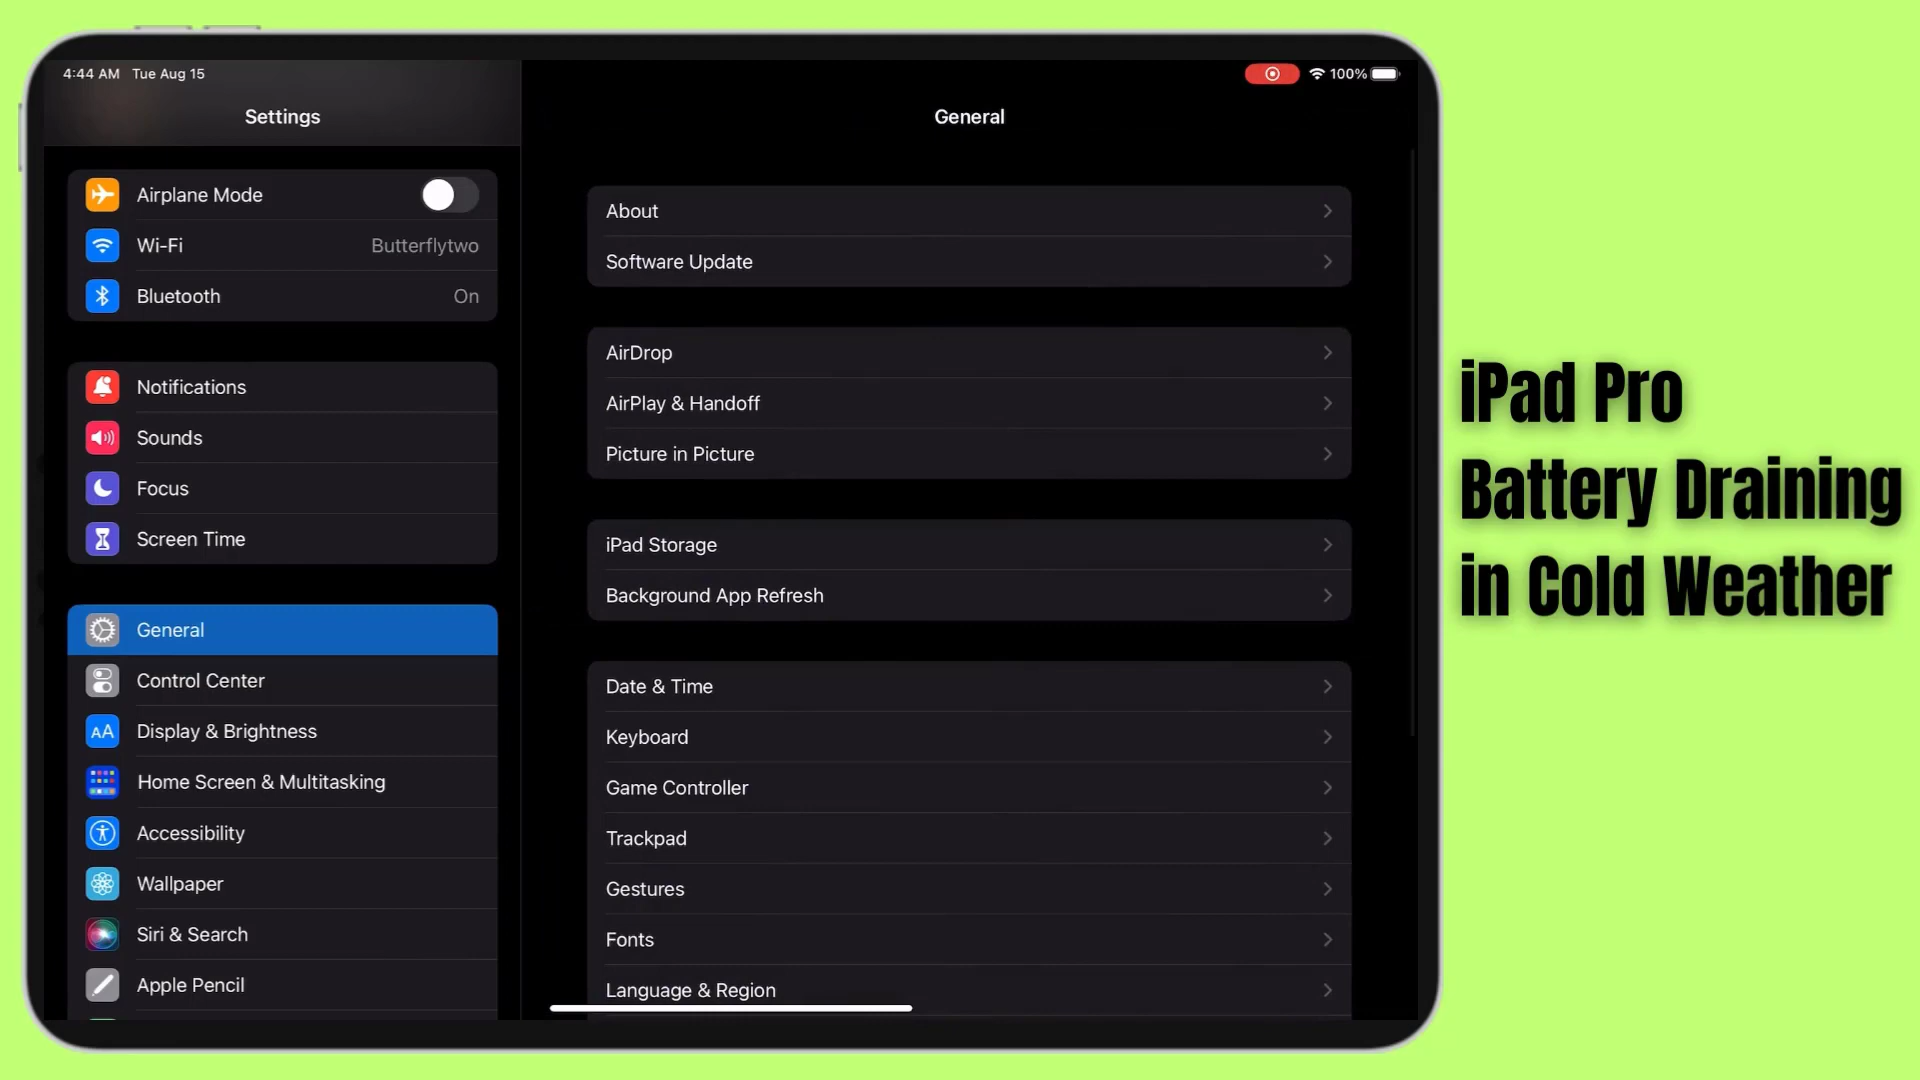 4:44 AM Tue Aug 15
100%
Settings
General
Airplane Mode
Wi-Fi Butterflytwo
Bluetooth On
Notifications
Sounds
Focus
Screen Time
General
Control Center
AA Display & Brightness
Home Screen & Multitasking
Accessibility
Wallpaper
Siri & Search
Apple Pencil
About
Software Update
AirDrop
AirPlay & Handoff
Picture in Picture
iPad Storage
Background App Refresh
Date & Time
Keyboard
Game Controller
Trackpad
Gestures
Fonts
Language & Region
iPad Pro
Battery Draining
in Cold Weather